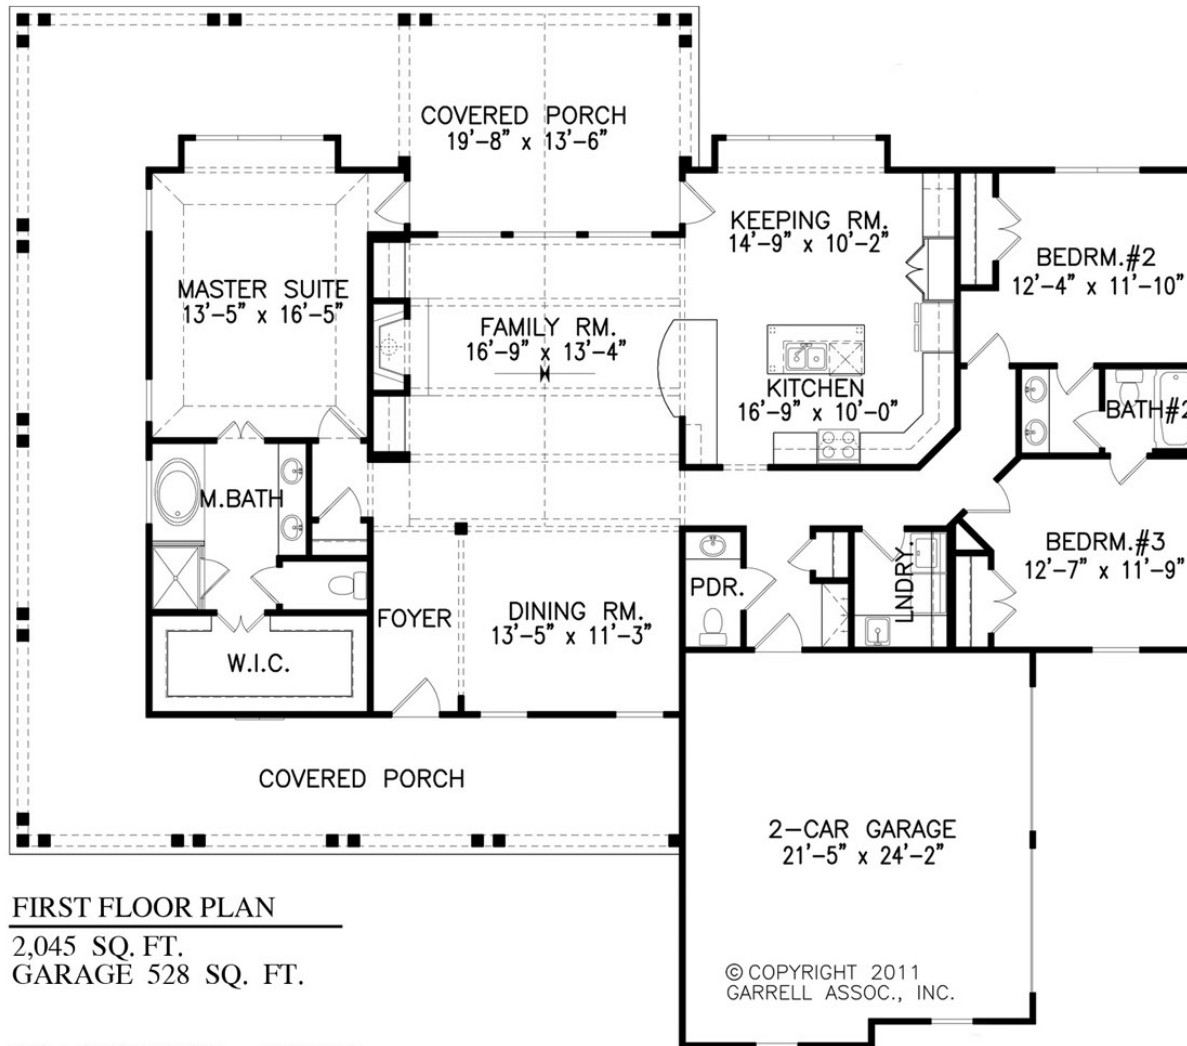 COVERED PORCH
19'-8" x 13'-6"
KEEPING RM.
14'-9" x 10'-2"
BEDRM.#2
12'-4" x 11'-10"
MASTER SUITE
13'-5" x 16'-5"
FAMILY RM.
16'-9" x 13'-4"
KITCHEN
16'-9" x 10'-0"
BATH#2
M.BATH
BEDRM.#3
12'-7" x 11'-9"
LNDRY.
PDR.
FOYER
DINING RM.
13'-5" x 11'-3"
W.I.C.
COVERED PORCH
2-CAR GARAGE
21'-5" x 24'-2"
FIRST FLOOR PLAN
2,045 SQ. FT.
GARAGE 528 SQ. FT.
© COPYRIGHT 2011
GARRELL ASSOC., INC.